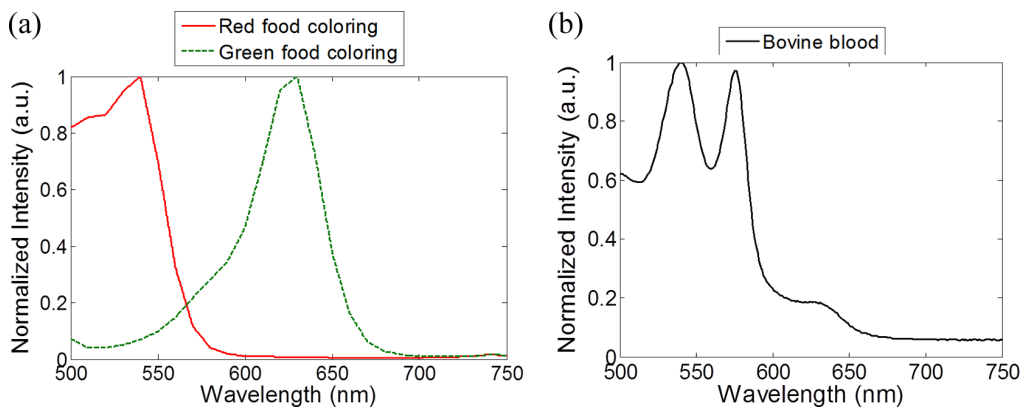 (a)
Red food coloring
Green food coloring
Normalized Intensity (a.u.)
1
0.8
0.6
0.4
0.2
0
500 550 600 650 700 750
Wavelength (nm)
(b)
Bovine blood
Normalized Intensity (a.u.)
1
0.8
0.6
0.4
0.2
0
500 550 600 650 700 750
Wavelength (nm)